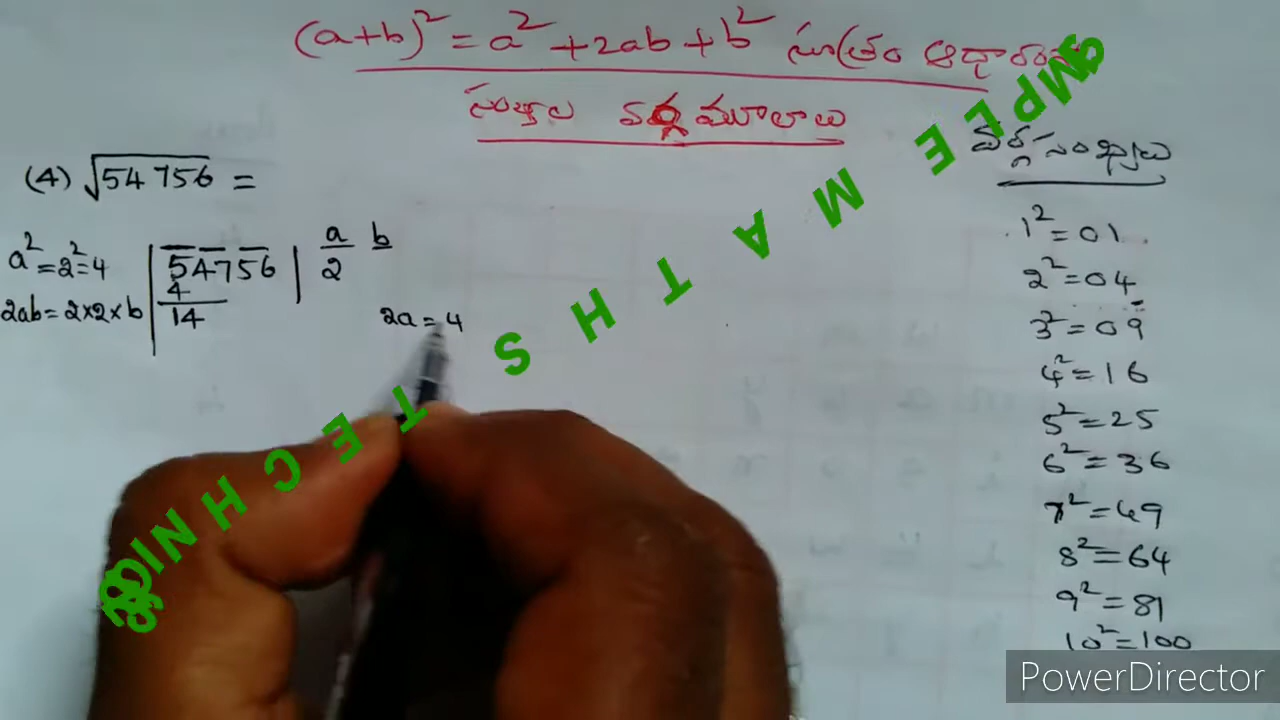 (a+b)² = a² + 2ab + b² సూత్రం ఆధారంగా
సంఖ్యల వర్గమూలాలు
వర్గసంఖ్యలు
(4) √54756 =
a² = 2² = 4 | 54756 | a b
4 2
2ab = 2×2×b | 14
2a = 4
1² = 01
2² = 04
3² = 09
4² = 16
5² = 25
6² = 36
7² = 49
8² = 64
9² = 81
10² = 100
MATHS TECHNIQUES
PowerDirector